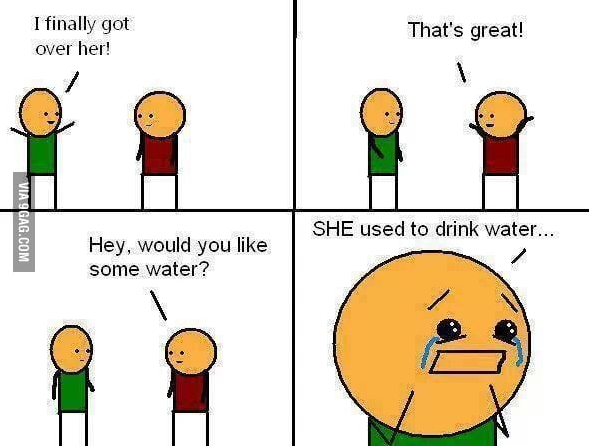 I finally got
over her!
That's great!
VIA 9GAG.COM
Hey, would you like
some water?
SHE used to drink water...